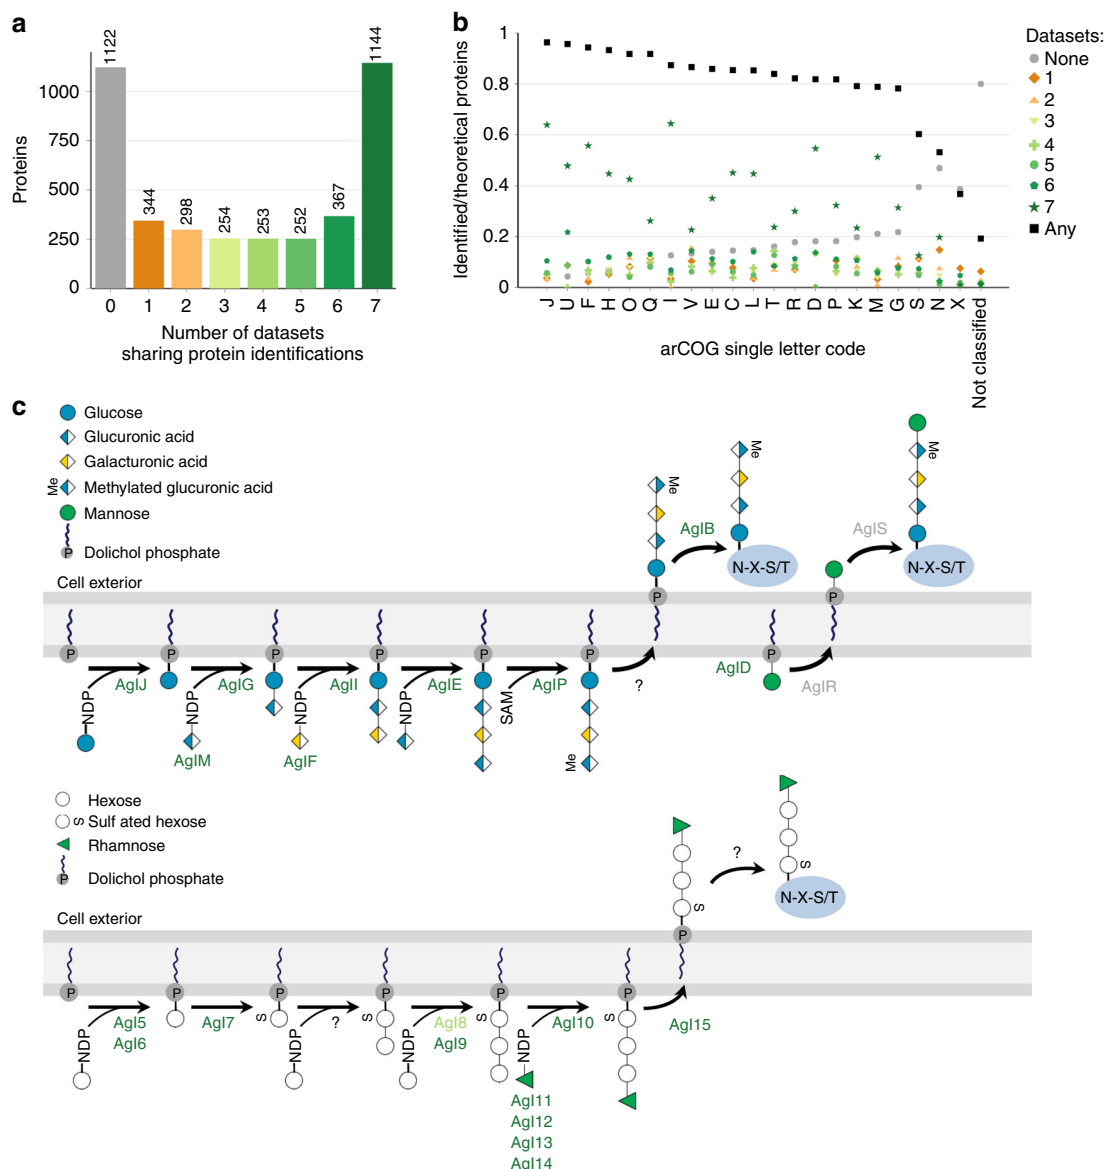 a
1122
344
298
254
253
252
367
1144
Proteins
1000
750
500
250
0
0 1 2 3 4 5 6 7
Number of datasets
sharing protein identifications
b
Identified/theoretical proteins
1
0.8
0.6
0.4
0.2
0
J U F H O Q I V E C L T R D P K M G S N X Not classified
arCOG single letter code
Datasets:
None
1
2
3
4
5
6
7
Any
c
Glucose
Glucuronic acid
Galacturonic acid
Me Methylated glucuronic acid
Mannose
P Dolichol phosphate
Cell exterior
Me
AglB
Me
N-X-S/T
AglS
Me
N-X-S/T
P P
P P P P P P P
AglJ AglG AglI AglE AglP ? AglD AglR
NDP NDP NDP NDP SAM
AglM AglF Me
Hexose
S Sulf ated hexose
Rhamnose
P Dolichol phosphate
Cell exterior
S
?
S
N-X-S/T
P
P P P P P P
S S S S
Agl5 Agl7 ? Agl8 Agl10 Agl15
Agl6 Agl9
NDP NDP NDP NDP
Agl11
Agl12
Agl13
Agl14